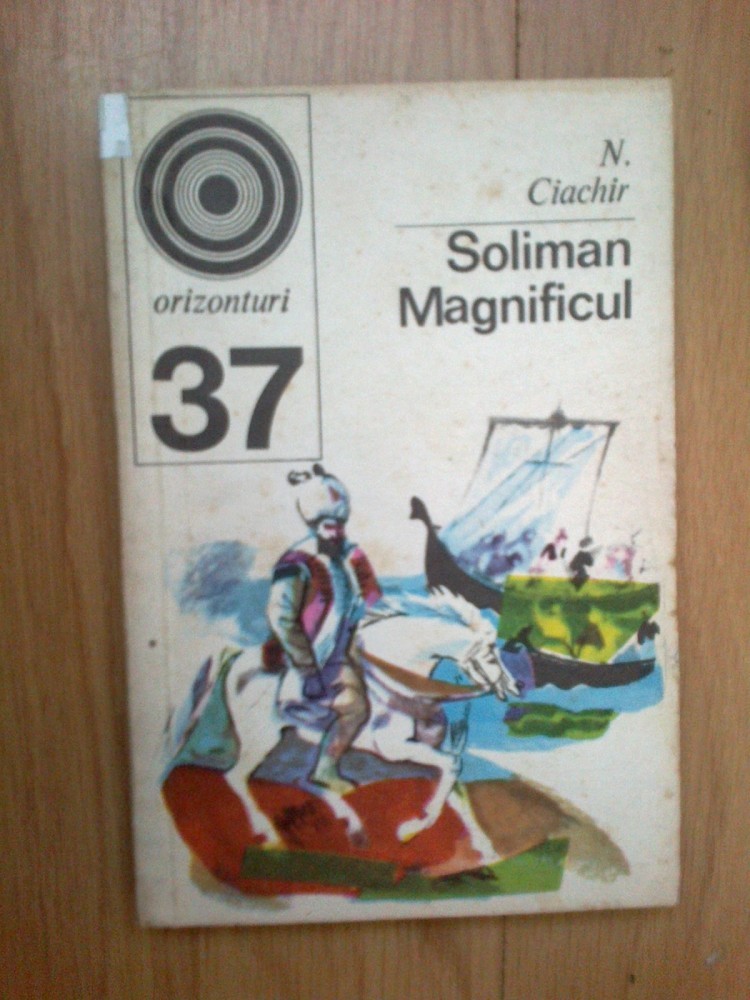 orizonturi
37
N.
Ciachir
Soliman
Magnificul